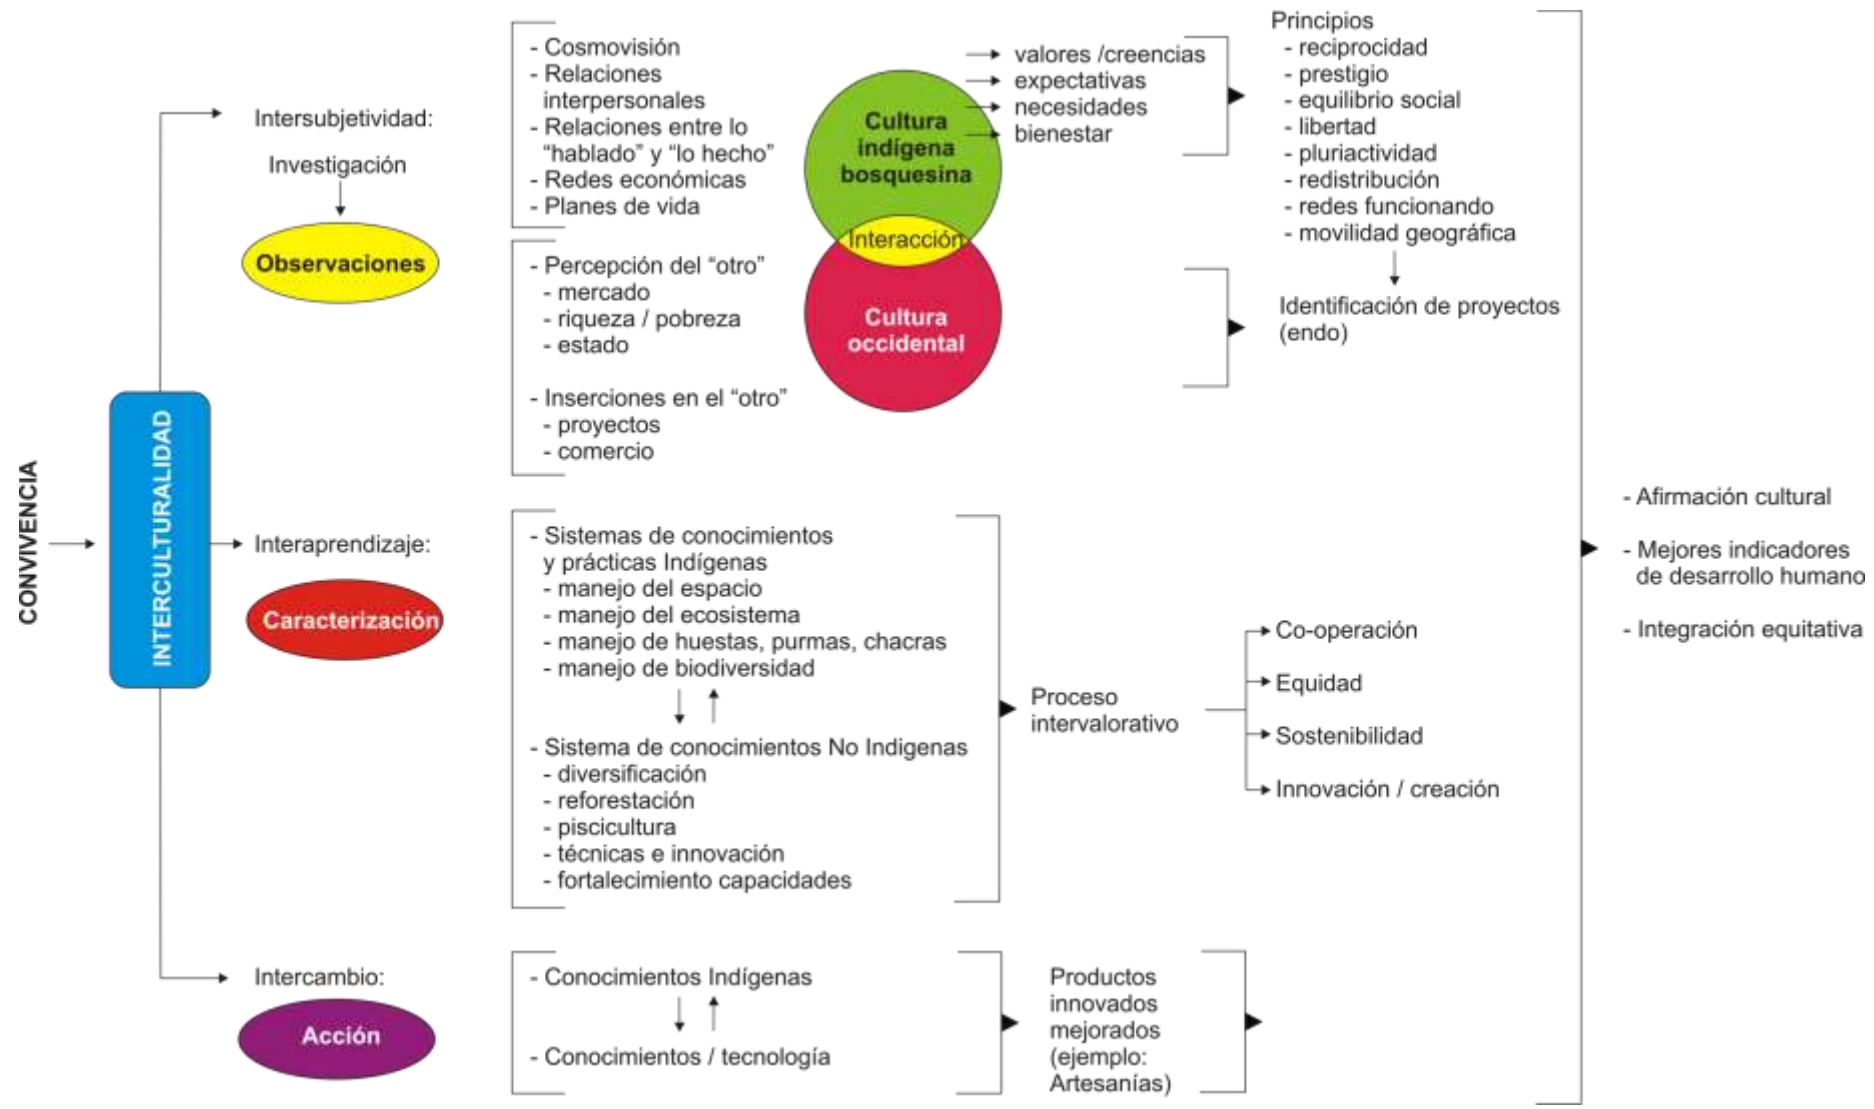 CONVIVENCIA
INTERCULTURALIDAD
Intersubjetividad:
Investigación
Observaciones
- Cosmovisión
- Relaciones
interpersonales
- Relaciones entre lo
“hablado” y “lo hecho”
- Redes económicas
- Planes de vida
- Percepción del “otro”
- mercado
- riqueza / pobreza
- estado
- Inserciones en el “otro”
- proyectos
- comercio
Cultura
indígena
bosquesina
Interacción
Cultura
occidental
valores /creencias
expectativas
necesidades
bienestar
Principios
- reciprocidad
- prestigio
- equilibrio social
- libertad
- pluriactividad
- redistribución
- redes funcionando
- movilidad geográfica
Identificación de proyectos
(endo)
Interaprendizaje:
Caracterización
- Sistemas de conocimientos
y prácticas Indígenas
- manejo del espacio
- manejo del ecosistema
- manejo de huestas, purmas, chacras
- manejo de biodiversidad
- Sistema de conocimientos No Indigenas
- diversificación
- reforestación
- piscicultura
- técnicas e innovación
- fortalecimiento capacidades
Proceso
intervalorativo
Co-operación
Equidad
Sostenibilidad
Innovación / creación
Intercambio:
Acción
- Conocimientos Indígenas
- Conocimientos / tecnología
Productos
innovados
mejorados
(ejemplo:
Artesanías)
- Afirmación cultural
- Mejores indicadores
de desarrollo humano
- Integración equitativa